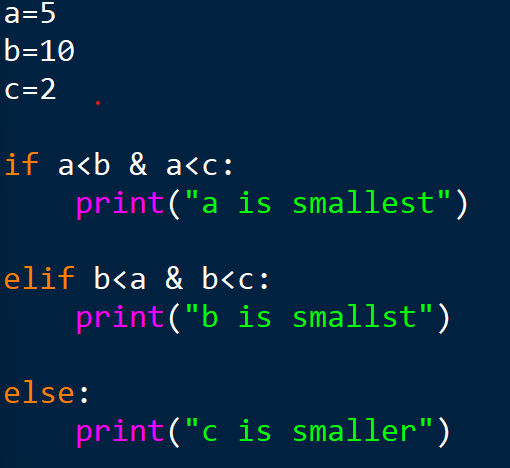 a=5
b=10
c=2
if a<b & a<c:
    print("a is smallest")
elif b<a & b<c:
    print("b is smallst")
else:
    print("c is smaller")